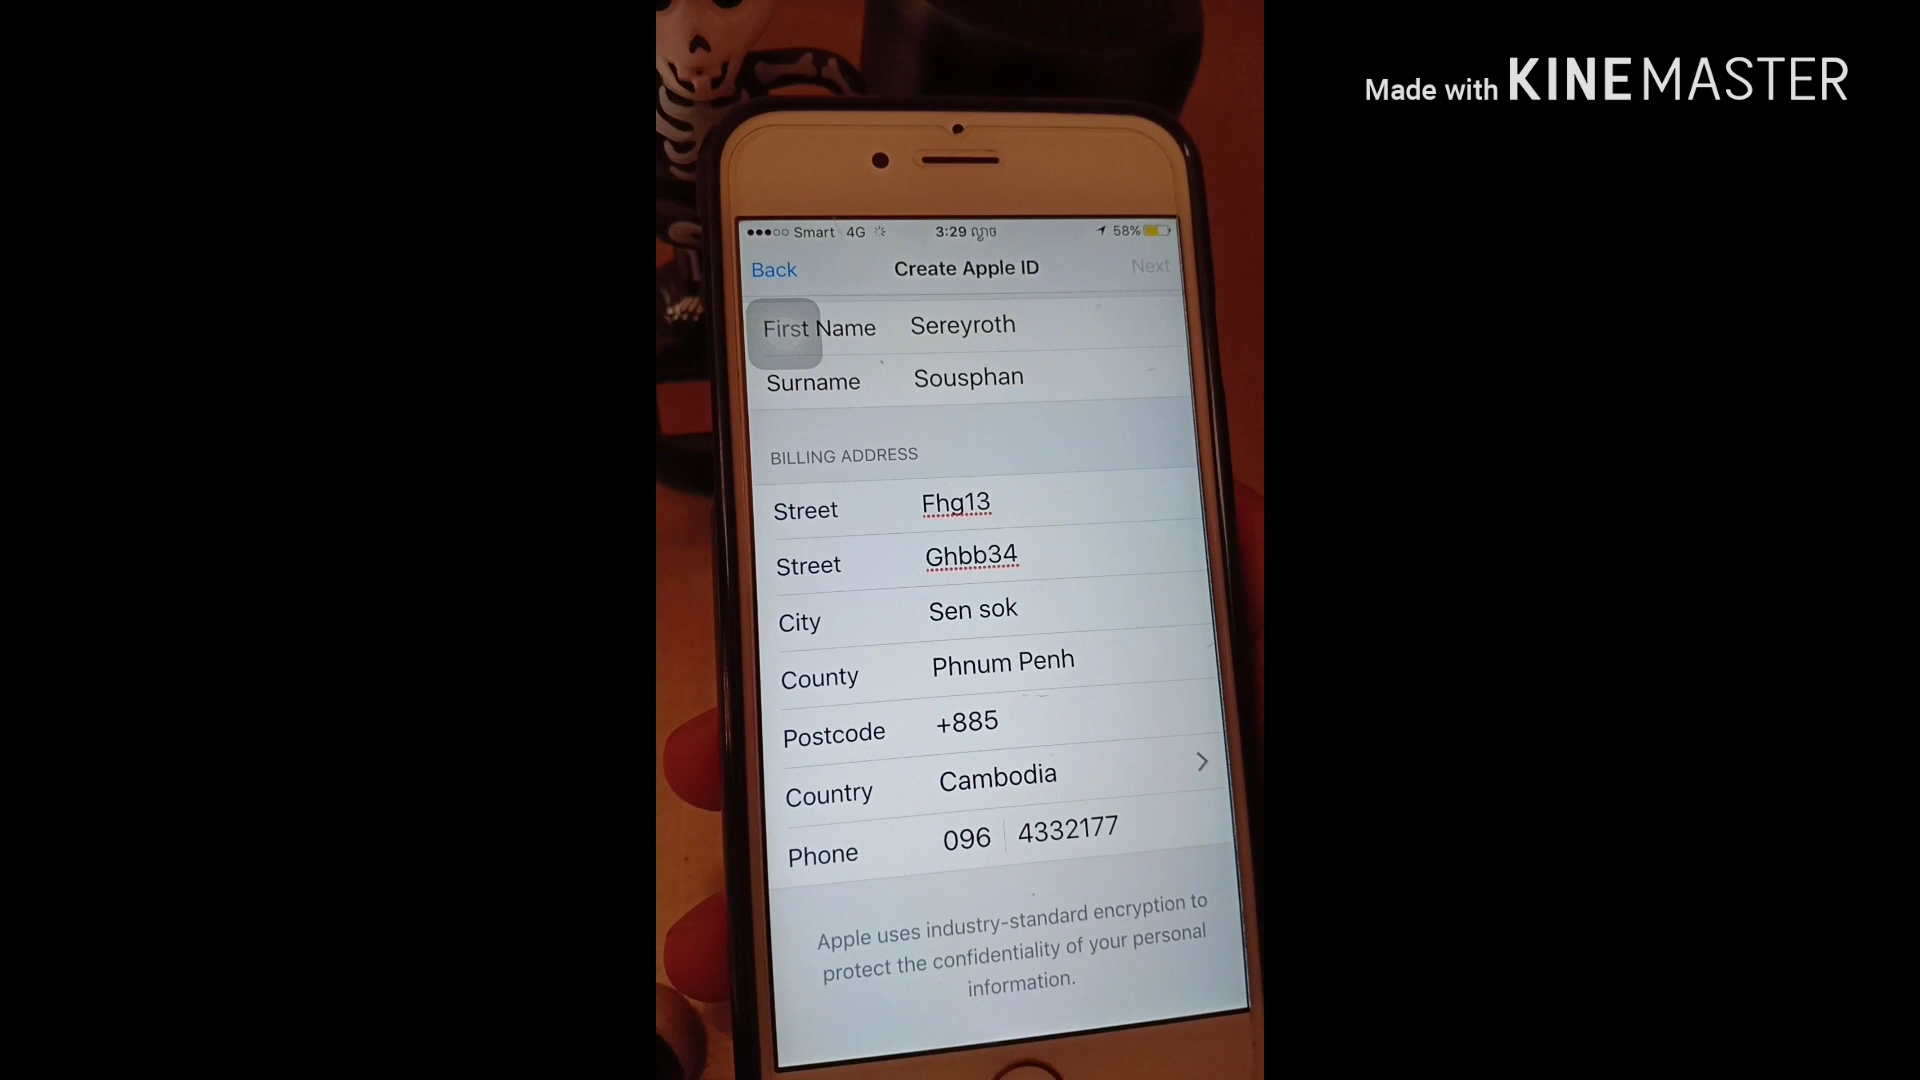 Made with KINEMASTER
Smart 4G 3:29 ល្ងាច 58%
Back Create Apple ID Next
First Name Sereyroth
Surname Sousphan
BILLING ADDRESS
Street Fhg13
Street Ghbb34
City Sen sok
County Phnum Penh
Postcode +885
Country Cambodia
Phone 096 4332177
Apple uses industry-standard encryption to
protect the confidentiality of your personal
information.